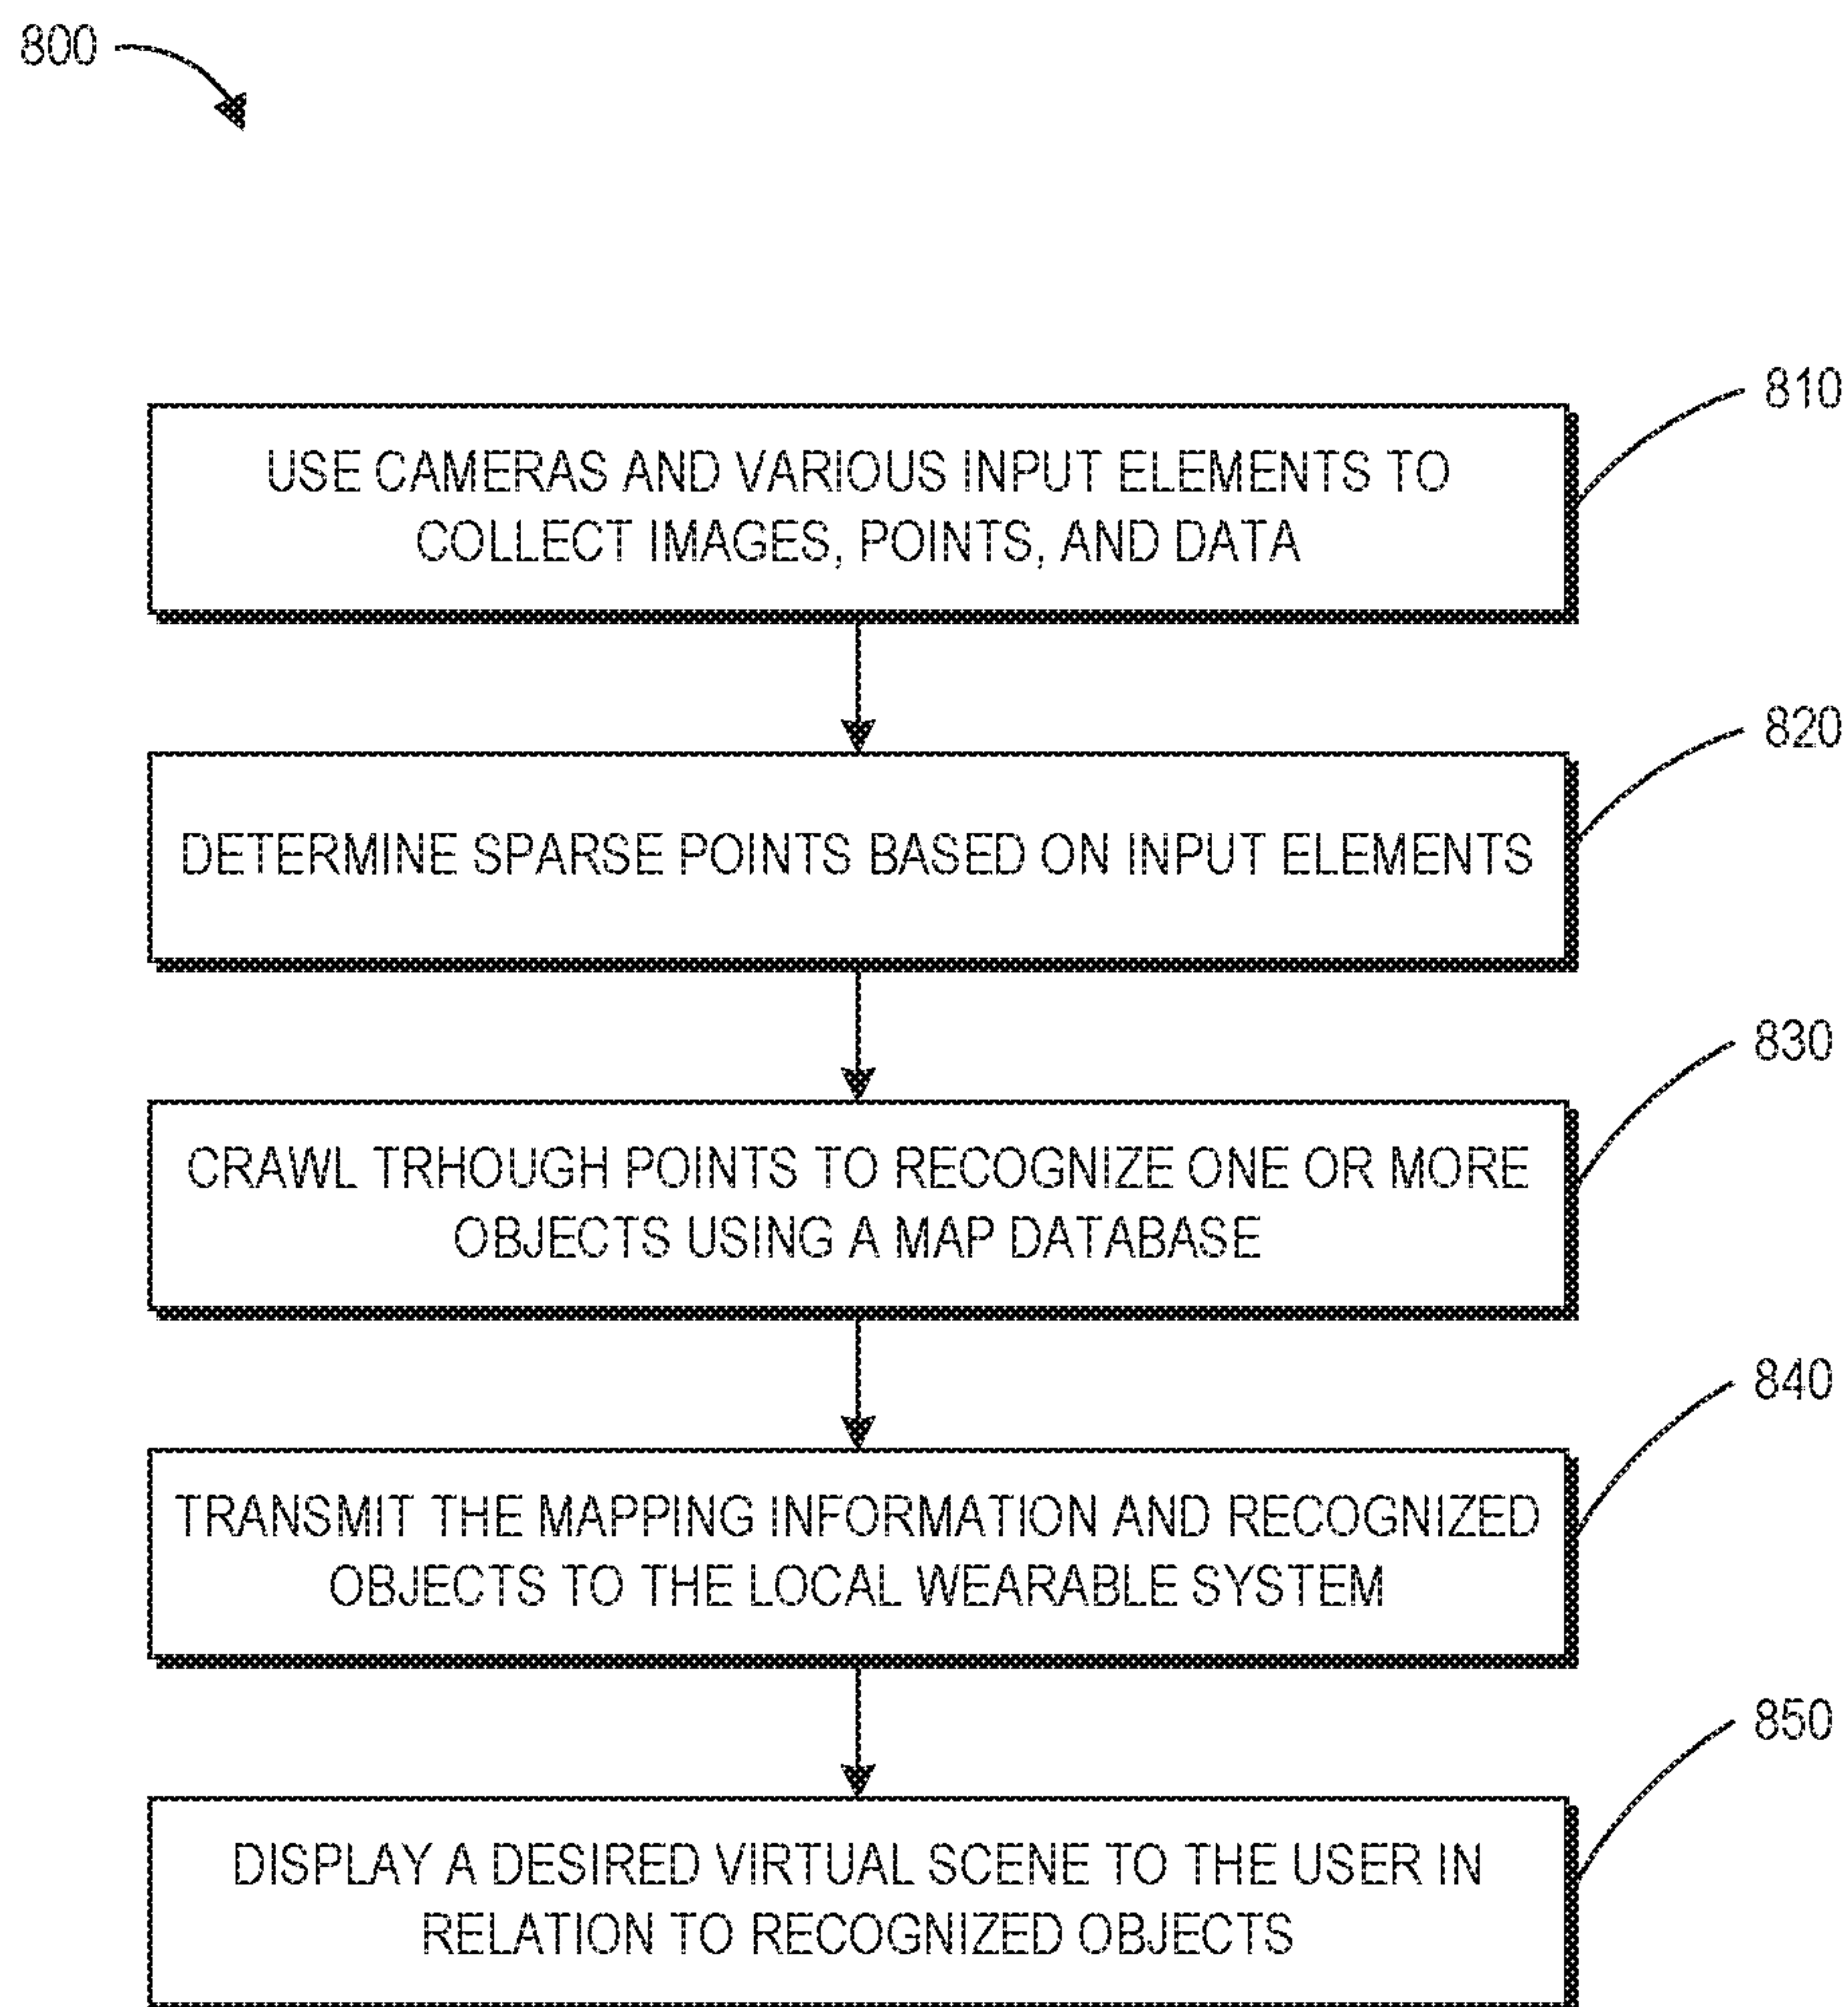 800
810
USE CAMERAS AND VARIOUS INPUT ELEMENTS TO
COLLECT IMAGES, POINTS, AND DATA
820
DETERMINE SPARSE POINTS BASED ON INPUT ELEMENTS
830
CRAWL TRHOUGH POINTS TO RECOGNIZE ONE OR MORE
OBJECTS USING A MAP DATABASE
840
TRANSMIT THE MAPPING INFORMATION AND RECOGNIZED
OBJECTS TO THE LOCAL WEARABLE SYSTEM
850
DISPLAY A DESIRED VIRTUAL SCENE TO THE USER IN
RELATION TO RECOGNIZED OBJECTS